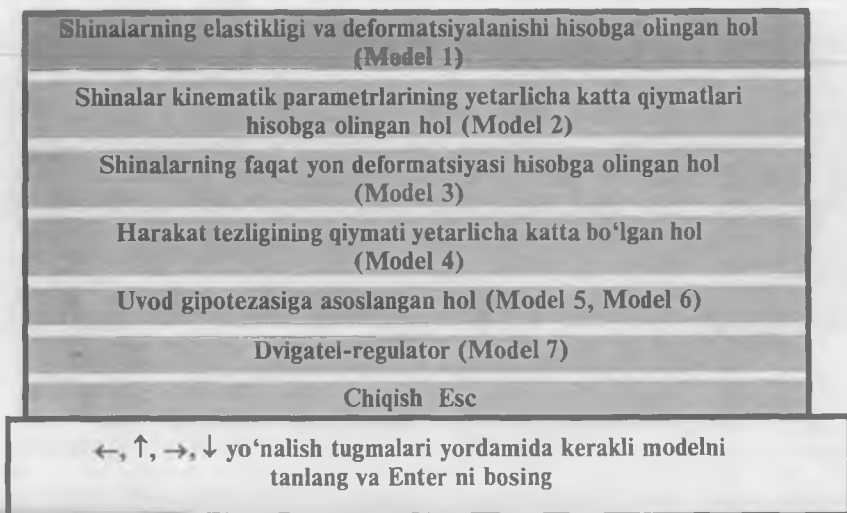 Shinalarning elastikligi va deformatsiyalanishi hisobga olingan hol
(Model 1)
Shinalar kinematik parametrlarining yetarlicha katta qiymatlari
hisobga olingan hol (Model 2)
Shinalarning faqat yon deformatsiyasi hisobga olingan hol
(Model 3)
Harakat tezligining qiymati yetarlicha katta bo‘lgan hol
(Model 4)
Uvod gipotezasiga asoslangan hol (Model 5, Model 6)
Dvigatel-regulator (Model 7)
Chiqish Esc
←, ↑, →, ↓ yo‘nalish tugmalari yordamida kerakli modelni
tanlang va Enter ni bosing